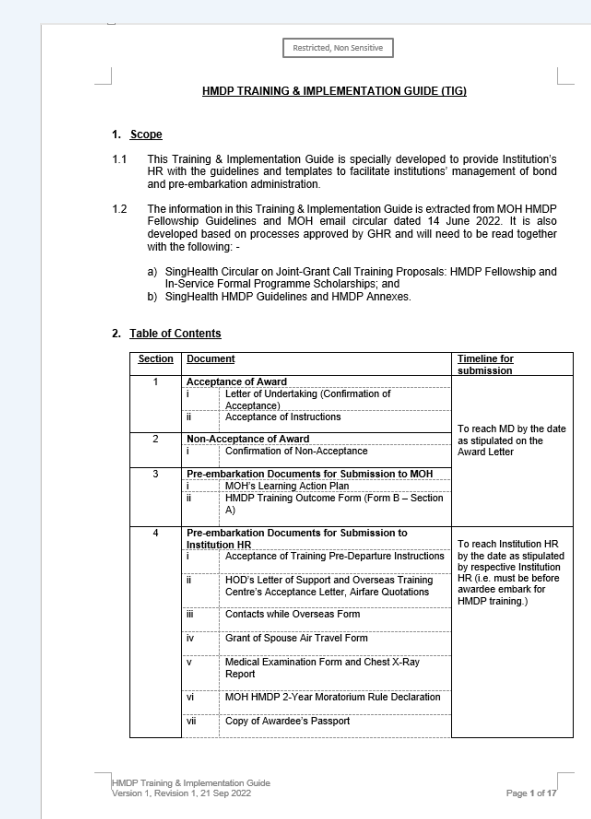 Restricted, Non Sensitive
HMDP TRAINING & IMPLEMENTATION GUIDE (TIG)
1. Scope
1.1 This Training & Implementation Guide is specially developed to provide Institution's
HR with the guidelines and templates to facilitate institutions' management of bond
and pre-embarkation administration.
1.2 The information in this Training & Implementation Guide is extracted from MOH HMDP
Fellowship Guidelines and MOH email circular dated 14 June 2022. It is also
developed based on processes approved by GHR and will need to be read together
with the following: -
a) SingHealth Circular on Joint-Grant Call Training Proposals: HMDP Fellowship and
In-Service Formal Programme Scholarships; and
b) SingHealth HMDP Guidelines and HMDP Annexes.
2. Table of Contents
Section Document Timeline for
submission
1 Acceptance of Award
i Letter of Undertaking (Confirmation of
Acceptance)
ii Acceptance of Instructions
To reach MD by the date
as stipulated on the
Award Letter
2 Non-Acceptance of Award
i Confirmation of Non-Acceptance
3 Pre-embarkation Documents for Submission to MOH
i MOH's Learning Action Plan
ii HMDP Training Outcome Form (Form B – Section
A)
4 Pre-embarkation Documents for Submission to
Institution HR
i Acceptance of Training Pre-Departure Instructions
ii HOD's Letter of Support and Overseas Training
Centre's Acceptance Letter, Airfare Quotations
iii Contacts while Overseas Form
iv Grant of Spouse Air Travel Form
v Medical Examination Form and Chest X-Ray
Report
vi MOH HMDP 2-Year Moratorium Rule Declaration
vii Copy of Awardee's Passport
To reach Institution HR
by the date as stipulated
by respective Institution
HR (i.e. must be before
awardee embark for
HMDP training.)
HMDP Training & Implementation Guide
Version 1, Revision 1, 21 Sep 2022
Page 1 of 17